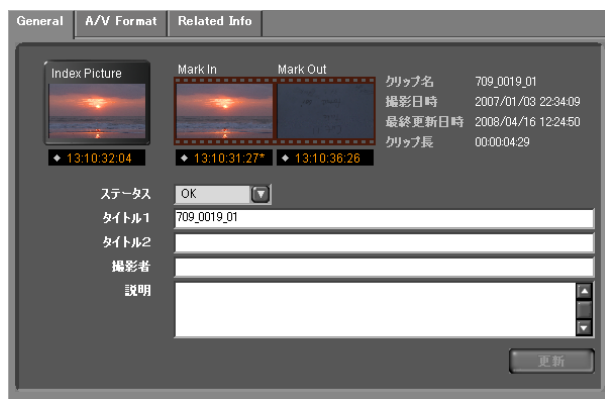 General A/V Format Related Info
Index Picture Mark In Mark Out
クリップ名 709_0019_01
撮影日時 2007/01/03 22:34:09
最終更新日時 2008/04/16 12:24:50
クリップ長 00:00:04:29
13:10:32:04 13:10:31:27* 13:10:36:26
ステータス OK
タイトル1 709_0019_01
タイトル2
撮影者
説明
更新